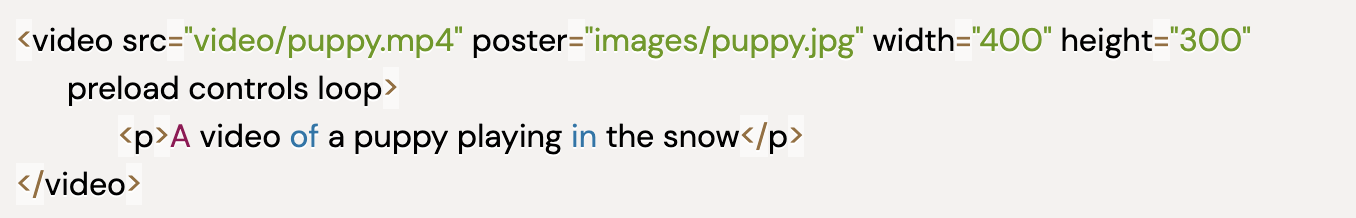 <video src="video/puppy.mp4" poster="images/puppy.jpg" width="400" height="300"
preload controls loop>
<p>A video of a puppy playing in the snow</p>
</video>